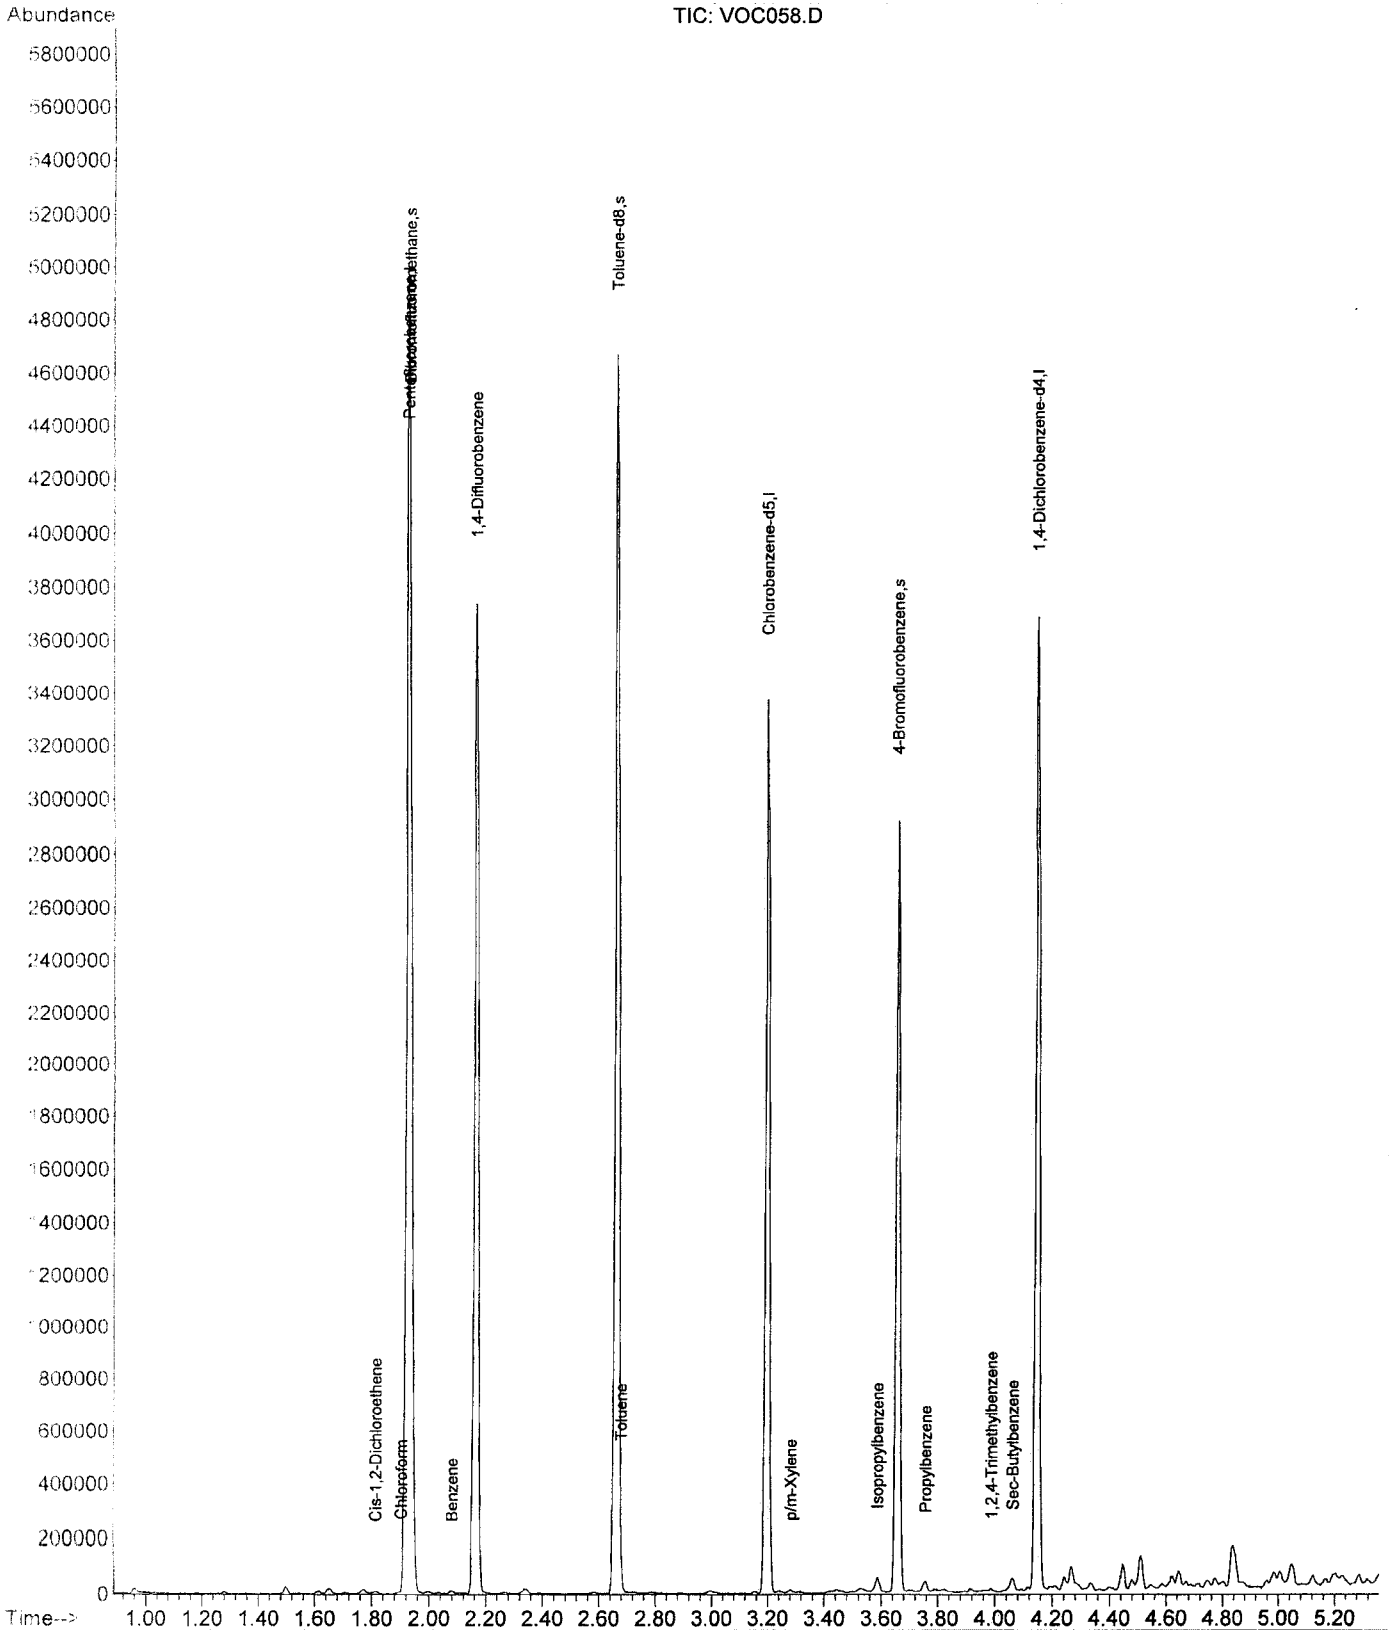 Abundance
TIC: VOC058.D
5800000
5600000
5400000
5200000
5000000
4800000
4600000
4400000
4200000
4000000
3800000
3600000
3400000
3200000
3000000
2800000
2600000
2400000
2200000
2000000
1800000
1600000
1400000
1200000
1000000
800000
600000
400000
200000
0
Cis-1,2-Dichloroethene
Chloroform
Benzene
1,4-Difluorobenzene
Toluene-d8,s
Toluene
Chlorobenzene-d5,I
p/m-Xylene
Isopropylbenzene
4-Bromofluorobenzene,s
Propylbenzene
1,2,4-Trimethylbenzene
Sec-Butylbenzene
1,4-Dichlorobenzene-d4,I
Time-->
1.00 1.20 1.40 1.60 1.80 2.00 2.20 2.40 2.60 2.80 3.00 3.20 3.40 3.60 3.80 4.00 4.20 4.40 4.60 4.80 5.00 5.20